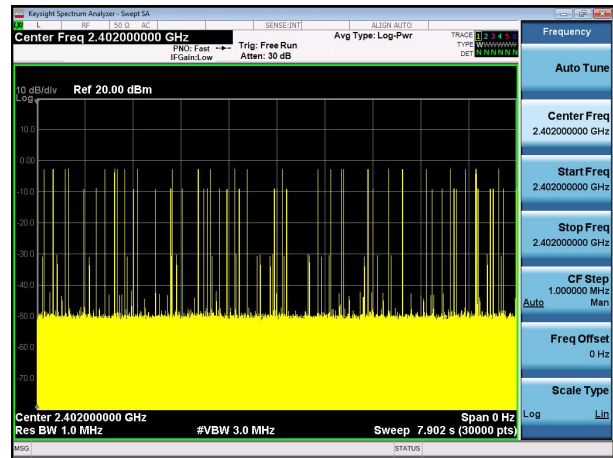 Keysight Spectrum Analyzer - Swept SA
L RF 50 Ω AC SENSE:INT ALIGN AUTO
Center Freq 2.402000000 GHz
PNO: Fast
IFGain:Low
Trig: Free Run
Atten: 30 dB
Avg Type: Log-Pwr
TRACE 1 2 3 4 5 6
TYPE W
DET N N N N N N
10 dB/div Ref 20.00 dBm
Log
10.0
0.00
-10.0
-20.0
-30.0
-40.0
-50.0
-60.0
-70.0
Center 2.402000000 GHz Span 0 Hz
Res BW 1.0 MHz #VBW 3.0 MHz Sweep 7.902 s (30000 pts)
MSG STATUS
Frequency
Auto Tune
Center Freq
2.402000000 GHz
Start Freq
2.402000000 GHz
Stop Freq
2.402000000 GHz
CF Step
1.000000 MHz
Auto Man
Freq Offset
0 Hz
Scale Type
Log Lin